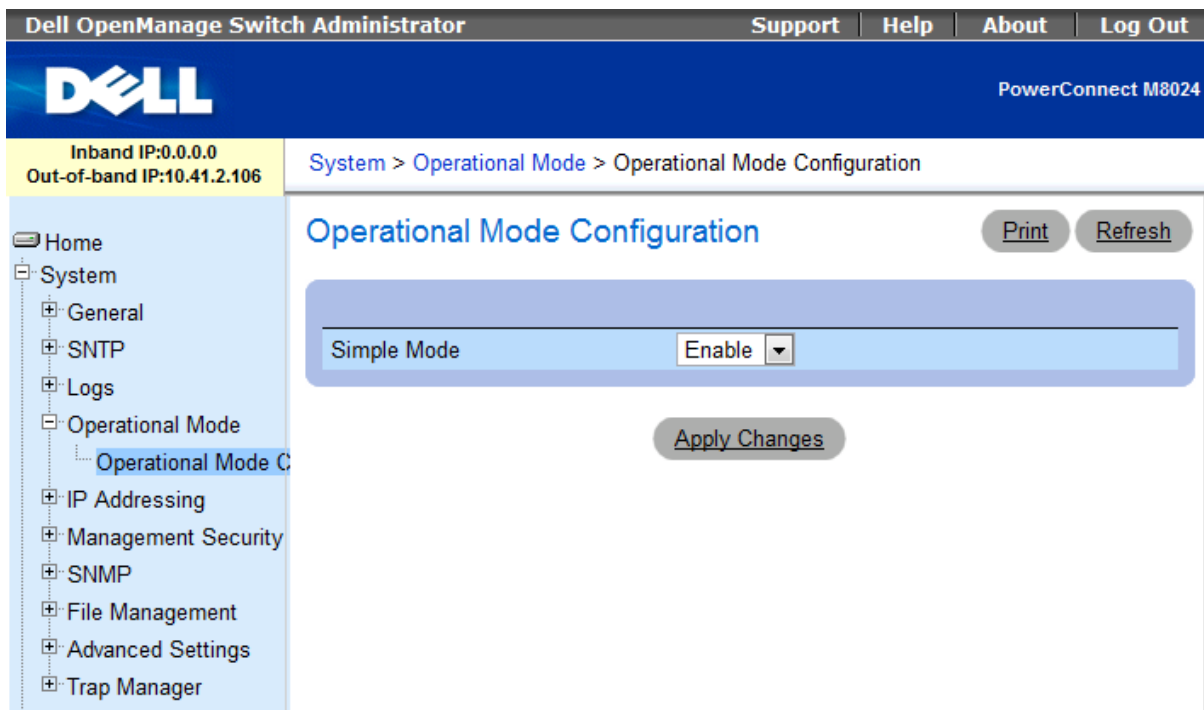 Dell OpenManage Switch Administrator
Support
Help
About
Log Out
DELL
PowerConnect M8024
Inband IP:0.0.0.0
Out-of-band IP:10.41.2.106
System > Operational Mode > Operational Mode Configuration
Home
System
General
SNTP
Logs
Operational Mode
Operational Mode C
IP Addressing
Management Security
SNMP
File Management
Advanced Settings
Trap Manager
Operational Mode Configuration
Print
Refresh
Simple Mode
Enable
Apply Changes